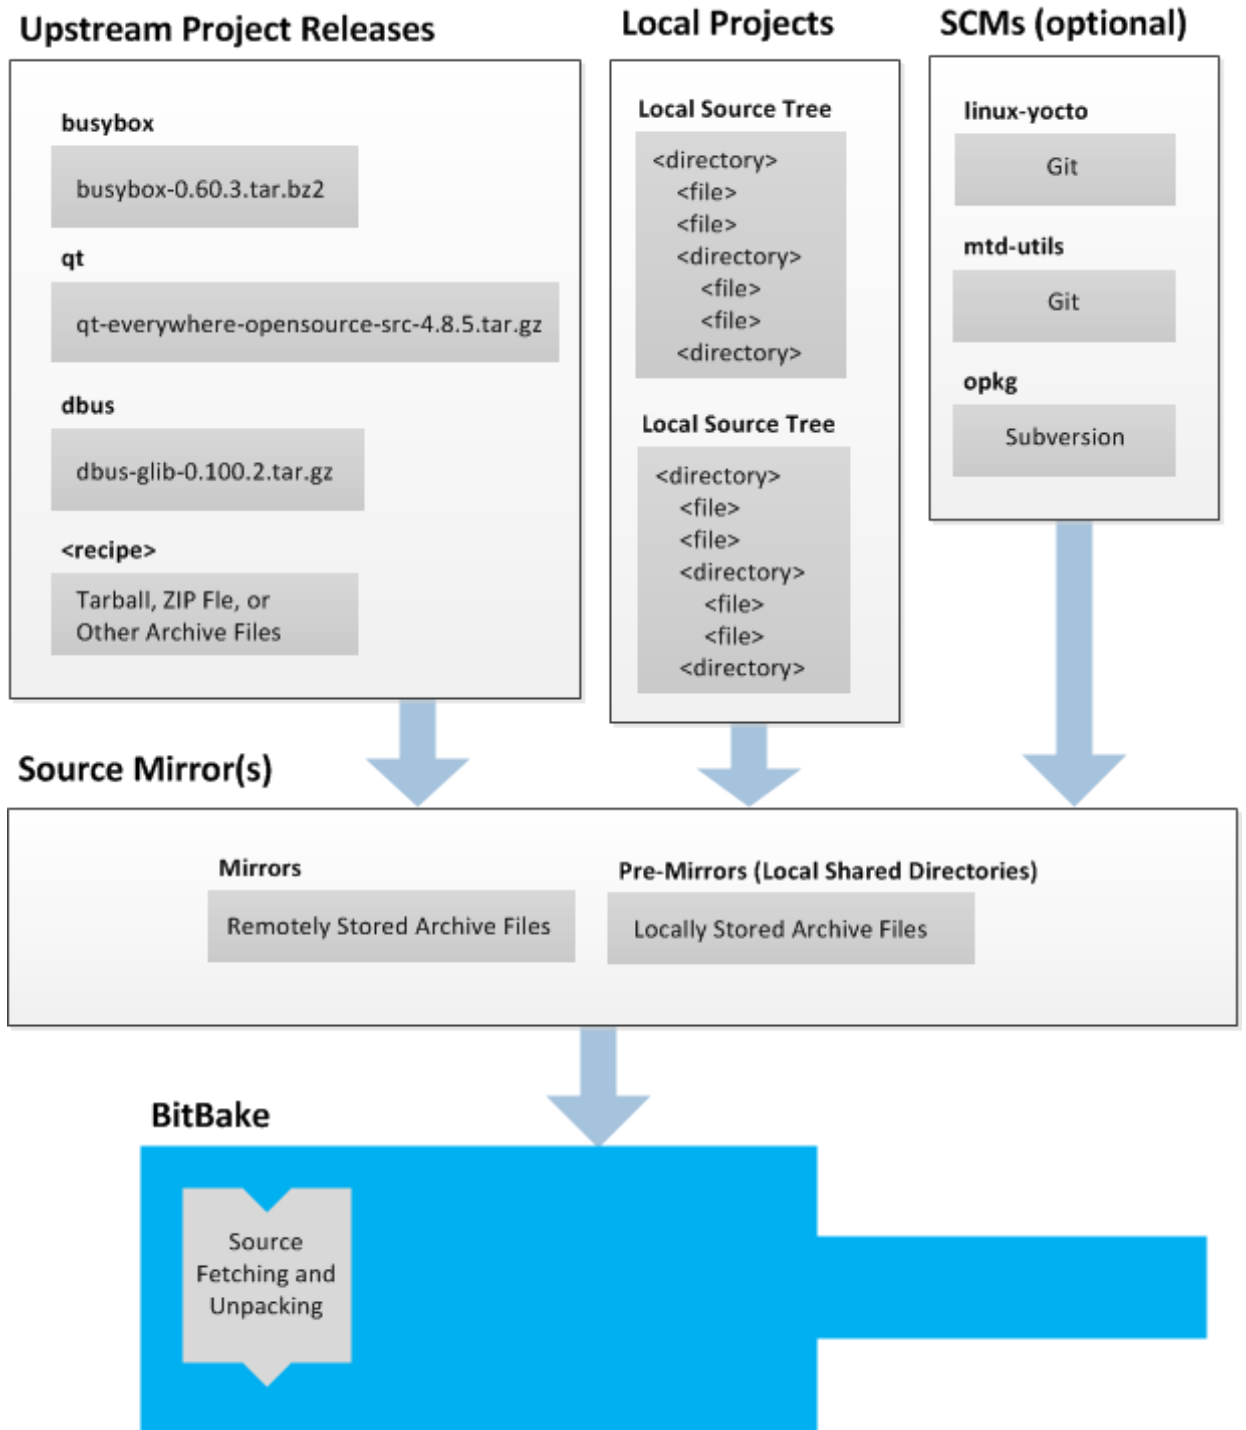 Upstream Project Releases
busybox
busybox-0.60.3.tar.bz2
qt
qt-everywhere-opensource-src-4.8.5.tar.gz
dbus
dbus-glib-0.100.2.tar.gz
<recipe>
Tarball, ZIP Fle, or
Other Archive Files
Local Projects
Local Source Tree
<directory>
<file>
<file>
<directory>
<file>
<file>
<directory>
Local Source Tree
<directory>
<file>
<file>
<directory>
<file>
<file>
<directory>
SCMs (optional)
linux-yocto
Git
mtd-utils
Git
opkg
Subversion
Source Mirror(s)
Mirrors
Remotely Stored Archive Files
Pre-Mirrors (Local Shared Directories)
Locally Stored Archive Files
BitBake
Source
Fetching and
Unpacking